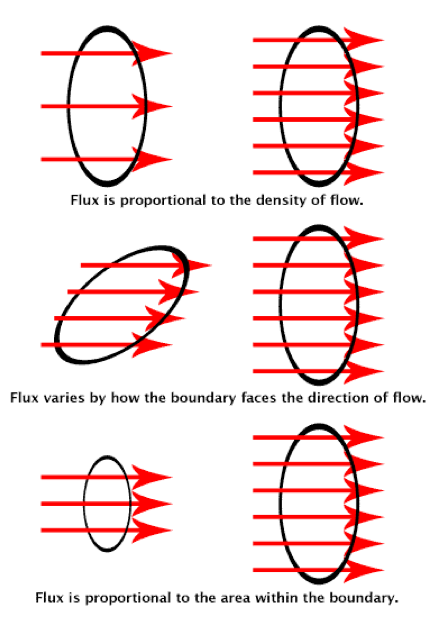 Flux is proportional to the density of flow.
Flux varies by how the boundary faces the direction of flow.
Flux is proportional to the area within the boundary.